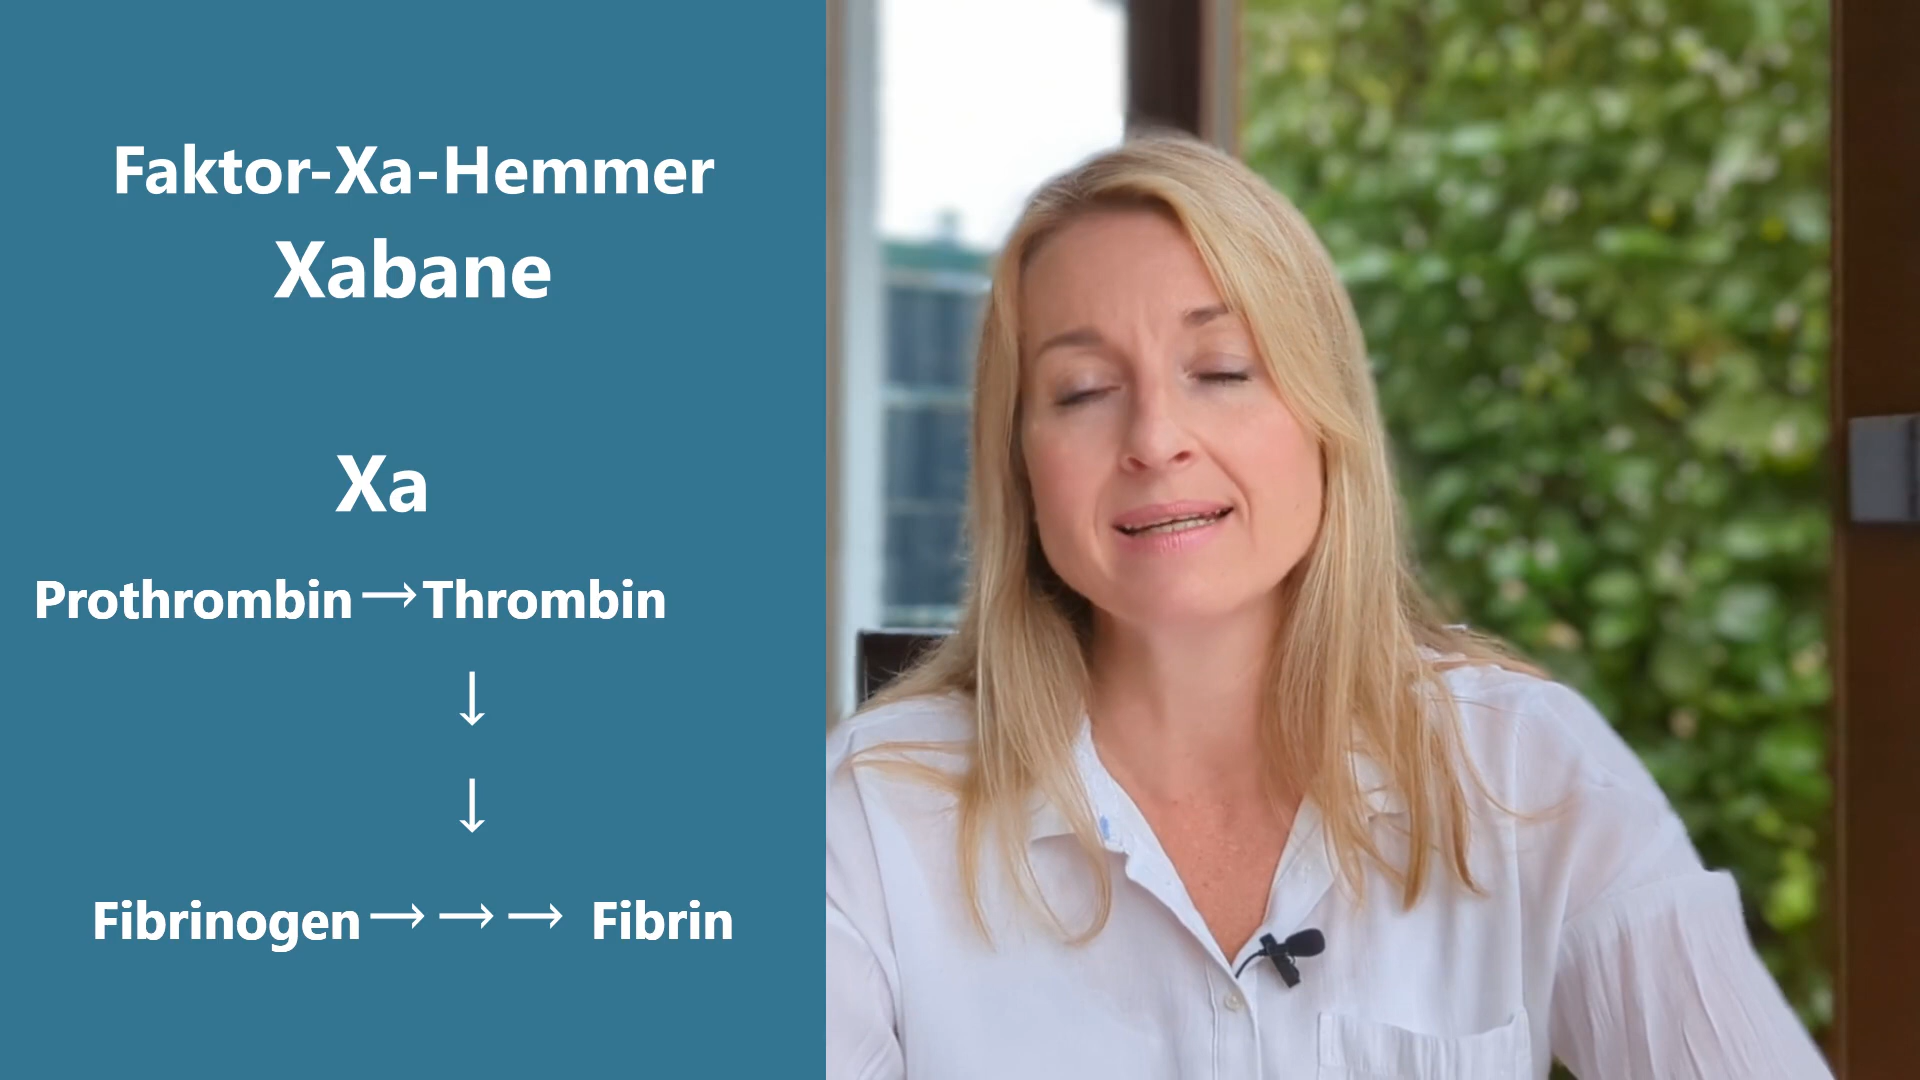 Faktor-Xa-Hemmer
Xabane
Xa
Prothrombin → Thrombin
↓
↓
Fibrinogen → → → Fibrin